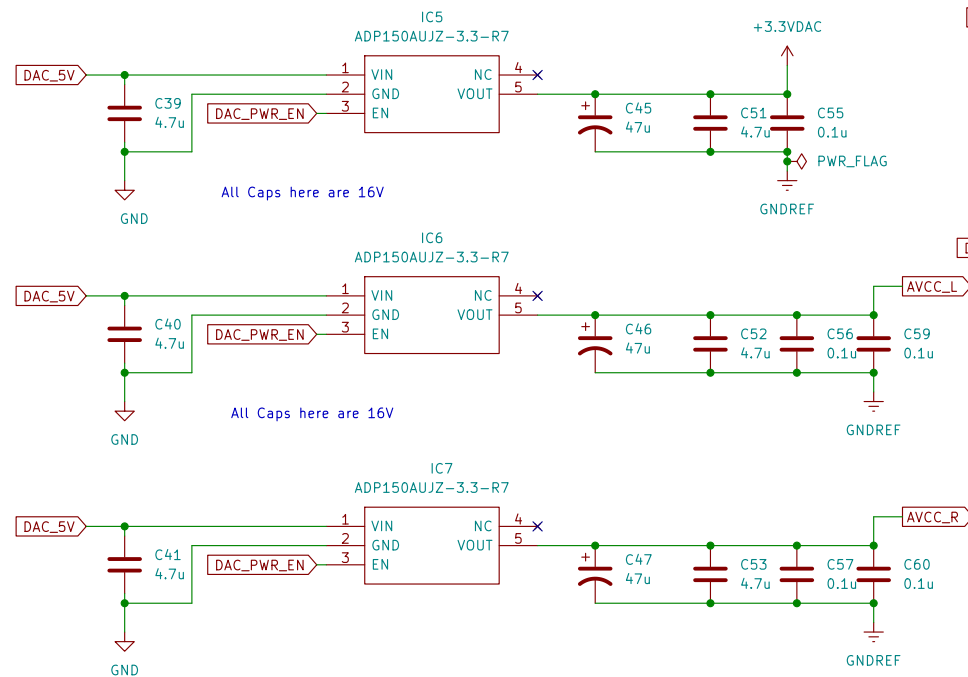 IC5
ADP150AUJZ-3.3-R7
+3.3VDAC
DAC_5V
1 VIN
NC 4
2 GND
VOUT 5
DAC_PWR_EN
3 EN
C39
4.7u
+
C45
47u
C51
4.7u
C55
0.1u
PWR_FLAG
All Caps here are 16V
GND
GNDREF
IC6
ADP150AUJZ-3.3-R7
DAC_5V
1 VIN
NC 4
AVCC_L
2 GND
VOUT 5
DAC_PWR_EN
3 EN
C40
4.7u
+
C46
47u
C52
4.7u
C56
0.1u
C59
0.1u
All Caps here are 16V
GND
GNDREF
IC7
ADP150AUJZ-3.3-R7
DAC_5V
1 VIN
NC 4
AVCC_R
2 GND
VOUT 5
DAC_PWR_EN
3 EN
C41
4.7u
+
C47
47u
C53
4.7u
C57
0.1u
C60
0.1u
GND
GNDREF